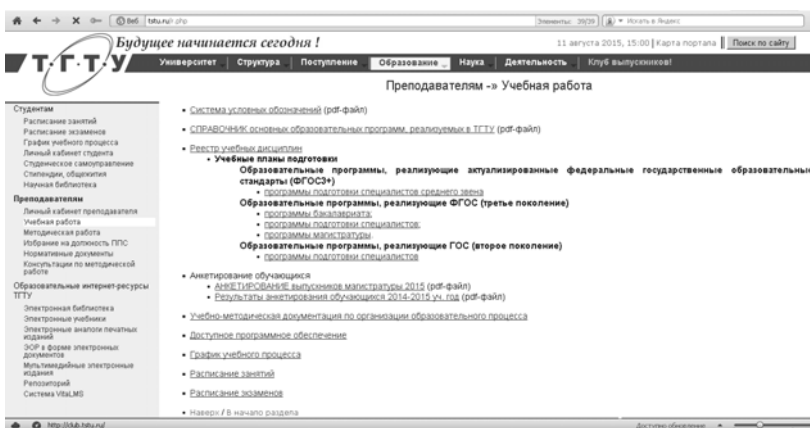 Веб
tstu.ru/r.php
Элементы: 39/39
Искать в Яндекс
Будущее начинается сегодня !
11 августа 2015, 15:00 | Карта портала
Поиск по сайту
Т·Г·Т·У
Университет
Структура
Поступление
Образование
Наука
Деятельность
Клуб выпускников!
Преподавателям -» Учебная работа
Студентам
Расписание занятий
Расписание экзаменов
График учебного процесса
Личный кабинет студента
Студенческое самоуправление
Стипендии, общежития
Научная библиотека
Преподавателям
Личный кабинет преподавателя
Учебная работа
Методическая работа
Избрание на должность ППС
Нормативные документы
Консультации по методической
работе
Образовательные интернет-ресурсы
ТГТУ
Электронная библиотека
Электронные учебники
Электронные аналоги печатных
изданий
ЭОР в форме электронных
документов
Мультимедийные электронные
издания
Репозиторий
Система VitaLMS
• Система условных обозначений (pdf-файл)
• СПРАВОЧНИК основных образовательных программ, реализуемых в ТГТУ (pdf-файл)
• Реестр учебных дисциплин
• Учебные планы подготовки
Образовательные программы, реализующие актуализированные федеральные государственные образовательные
стандарты (ФГОС3+)
• программы подготовки специалистов среднего звена
Образовательные программы, реализующие ФГОС (третье поколение)
• программы бакалавриата;
• программы подготовки специалистов;
• программы магистратуры.
Образовательные программы, реализующие ГОС (второе поколение)
• программы подготовки специалистов
• Анкетирование обучающихся
• АНКЕТИРОВАНИЕ выпускников магистратуры 2015 (pdf-файл)
• Результаты анкетирования обучающихся 2014-2015 уч. год (pdf-файл)
• Учебно-методическая документация по организации образовательного процесса
• Доступное программное обеспечение
• График учебного процесса
• Расписание занятий
• Расписание экзаменов
• Наверх / В начало раздела
http://club.tstu.ru/
Доступно обновление